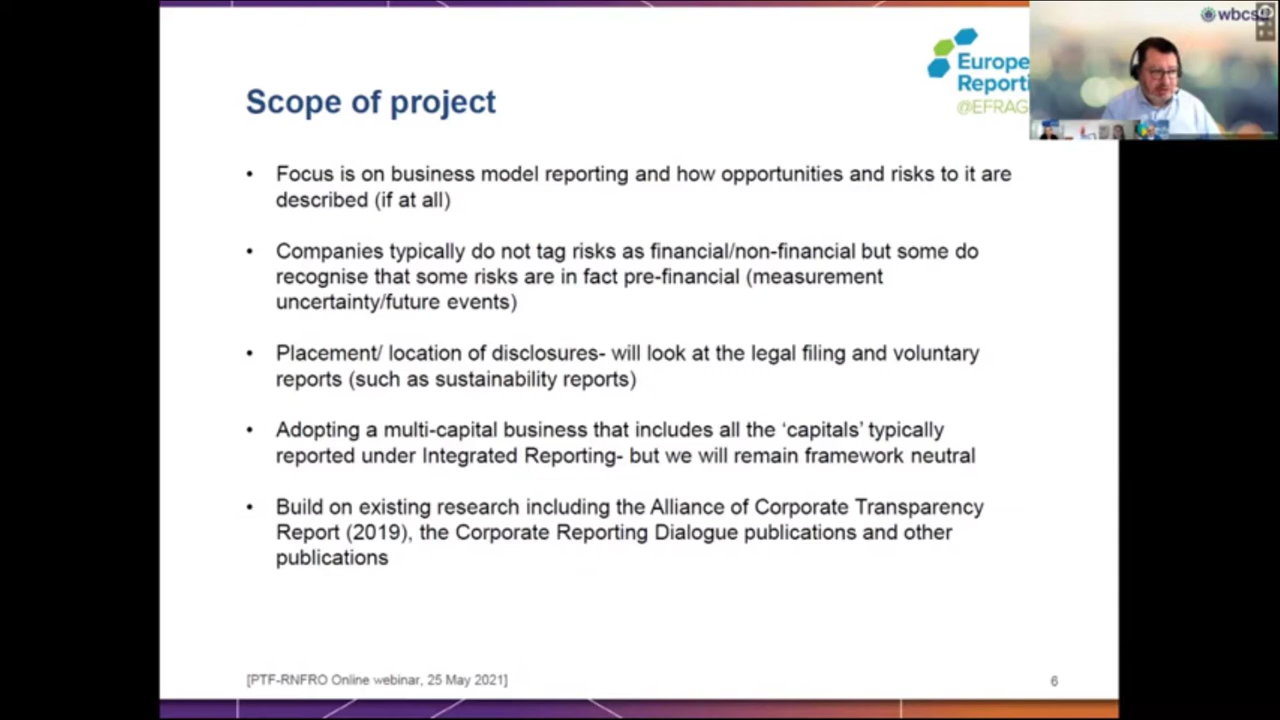 wbcs
Europe
Reporti
@EFRAG
Scope of project
• Focus is on business model reporting and how opportunities and risks to it are
described (if at all)
• Companies typically do not tag risks as financial/non-financial but some do
recognise that some risks are in fact pre-financial (measurement
uncertainty/future events)
• Placement/ location of disclosures- will look at the legal filing and voluntary
reports (such as sustainability reports)
• Adopting a multi-capital business that includes all the ‘capitals’ typically
reported under Integrated Reporting- but we will remain framework neutral
• Build on existing research including the Alliance of Corporate Transparency
Report (2019), the Corporate Reporting Dialogue publications and other
publications
[PTF-RNFRO Online webinar, 25 May 2021]
6